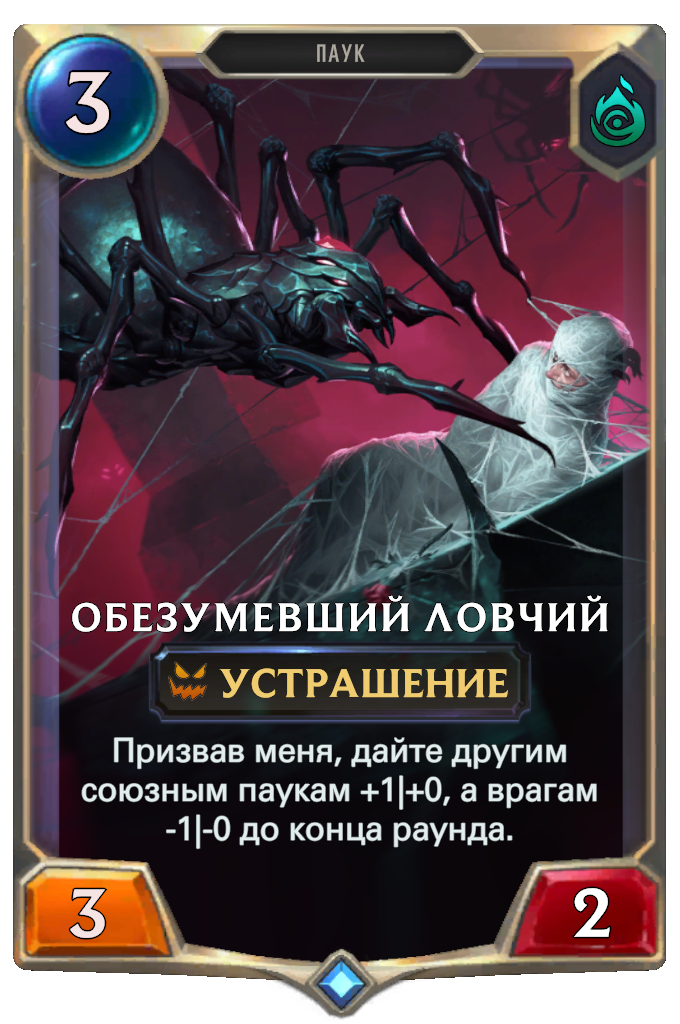 ПАУК
3
ОБЕЗУМЕВШИЙ ЛОВЧИЙ
УСТРАШЕНИЕ
Призвав меня, дайте другим
союзным паукам +1|+0, а врагам
-1|-0 до конца раунда.
3
2